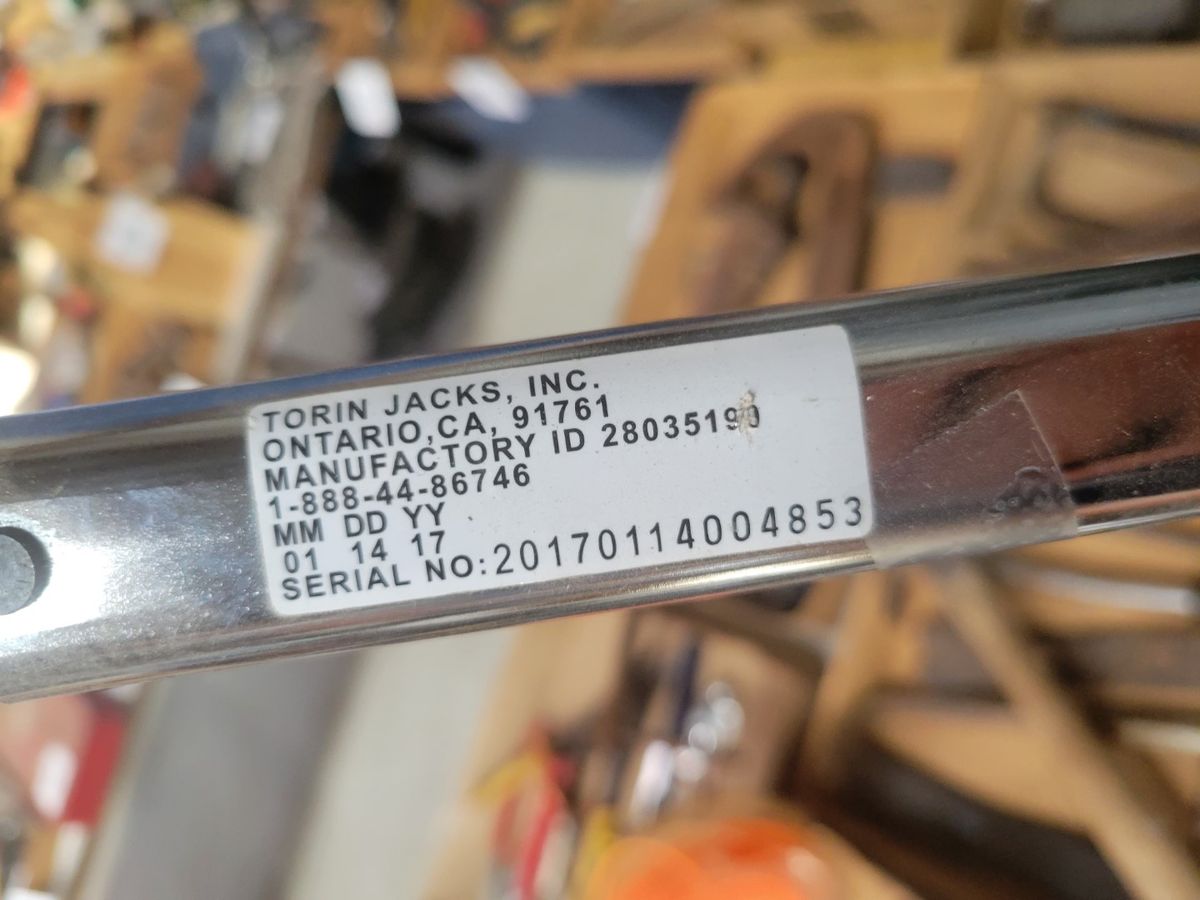 TORIN JACKS, INC.
ONTARIO,CA, 91761
MANUFACTORY ID 28035190
1-888-44-86746
MM DD YY
01 14 17
SERIAL NO:20170114004853